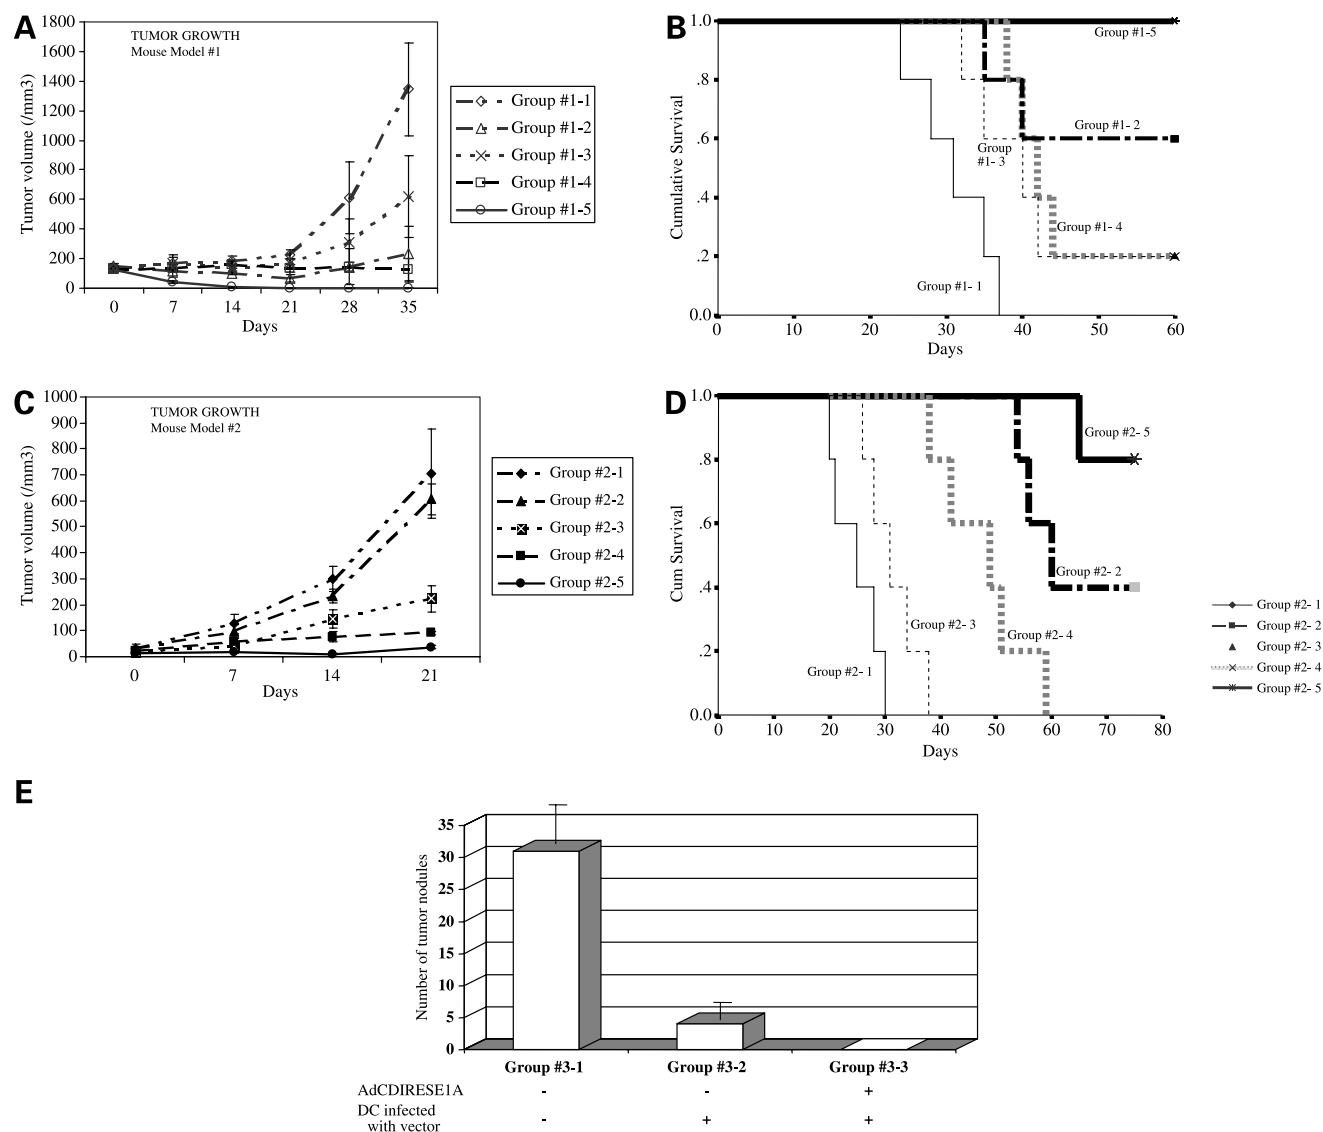 A
TUMOR GROWTH
Mouse Model #1
Tumor volume (/mm3)
1800
1600
1400
1200
1000
800
600
400
200
0
0 7 14 21 28 35
Days
Group #1-1
Group #1-2
Group #1-3
Group #1-4
Group #1-5
B
Cumulative Survival
1.0
.8
.6
.4
.2
0.0
0 10 20 30 40 50 60
Days
Group #1-5
Group #1- 2
Group
#1- 3
Group #1- 4
Group #1- 1
C
TUMOR GROWTH
Mouse Model #2
Tumor volume (/mm3)
1000
900
800
700
600
500
400
300
200
100
0
0 7 14 21
Days
Group #2-1
Group #2-2
Group #2-3
Group #2-4
Group #2-5
D
Cum Survival
1.0
.8
.6
.4
.2
0.0
0 10 20 30 40 50 60 70 80
Days
Group #2- 5
Group #2- 2
Group #2- 3
Group #2- 4
Group #2- 1
Group #2- 1
Group #2- 2
Group #2- 3
Group #2- 4
Group #2- 5
E
Number of tumor nodules
35
30
25
20
15
10
5
0
Group #3-1 Group #3-2 Group #3-3
AdCDIRESE1A - - +
DC infected
with vector - + +